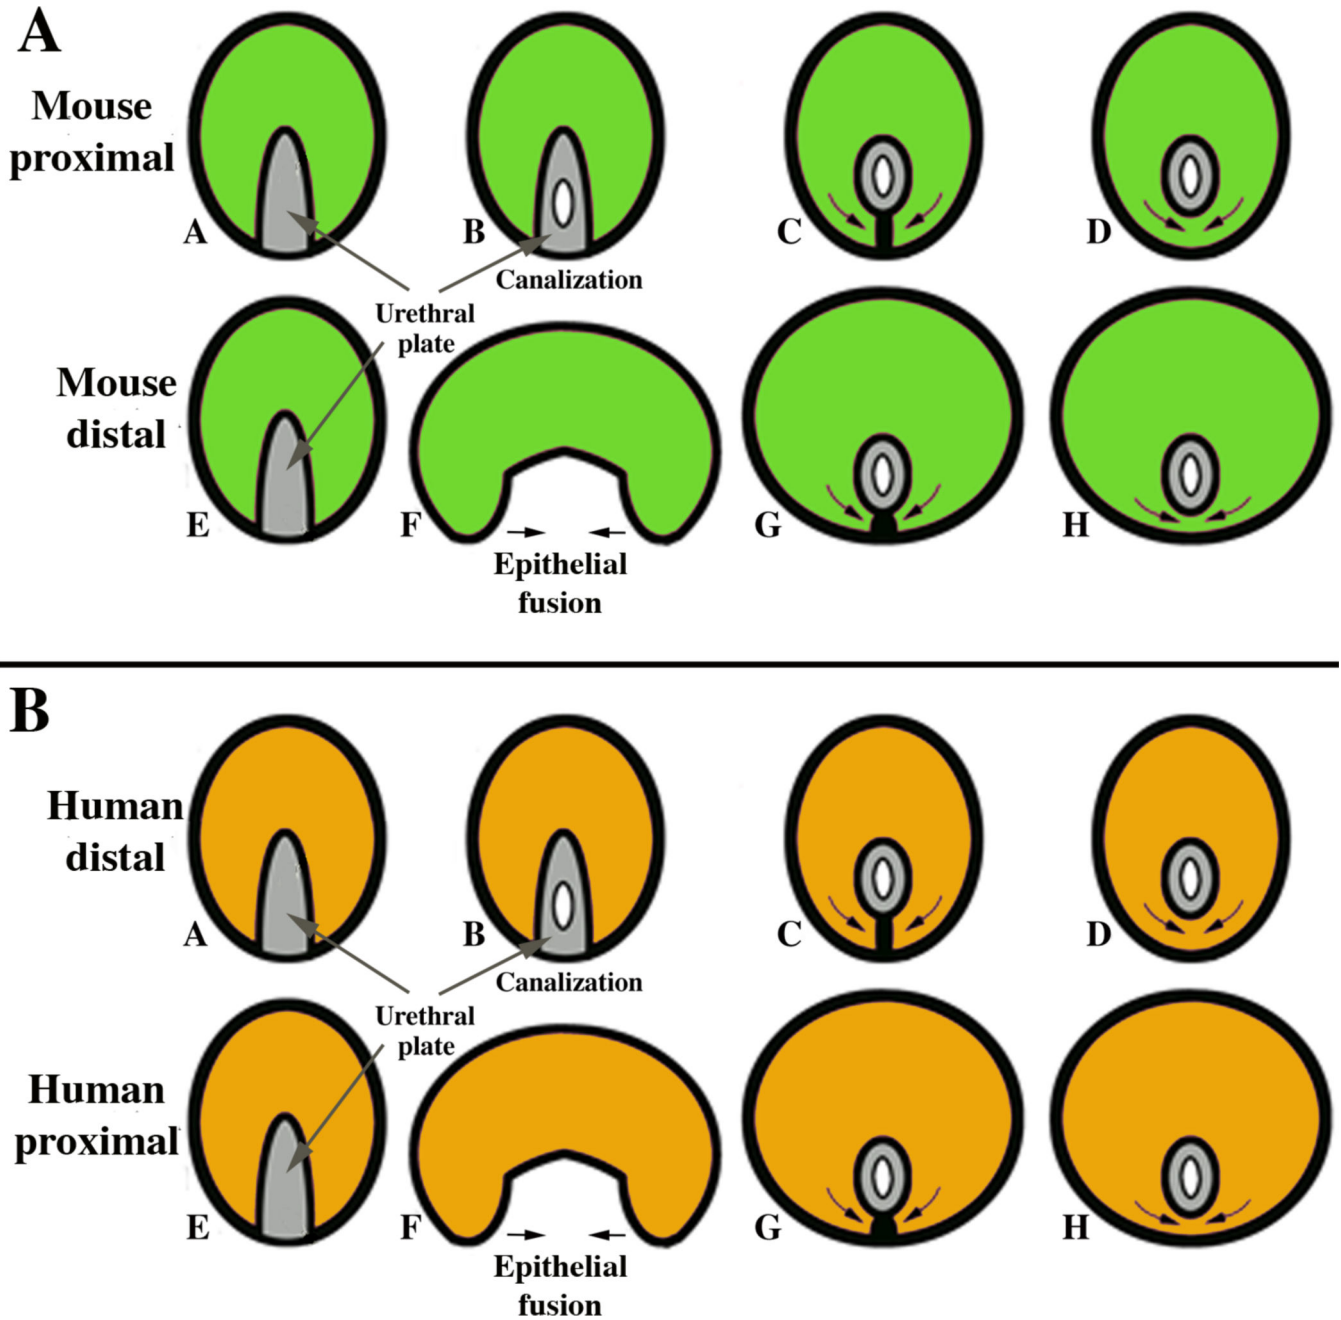 A
Mouse
proximal
A
B
C
D
Canalization
Urethral
plate
Mouse
distal
E
F
G
H
Epithelial
fusion
B
Human
distal
A
B
C
D
Canalization
Urethral
plate
Human
proximal
E
F
G
H
Epithelial
fusion